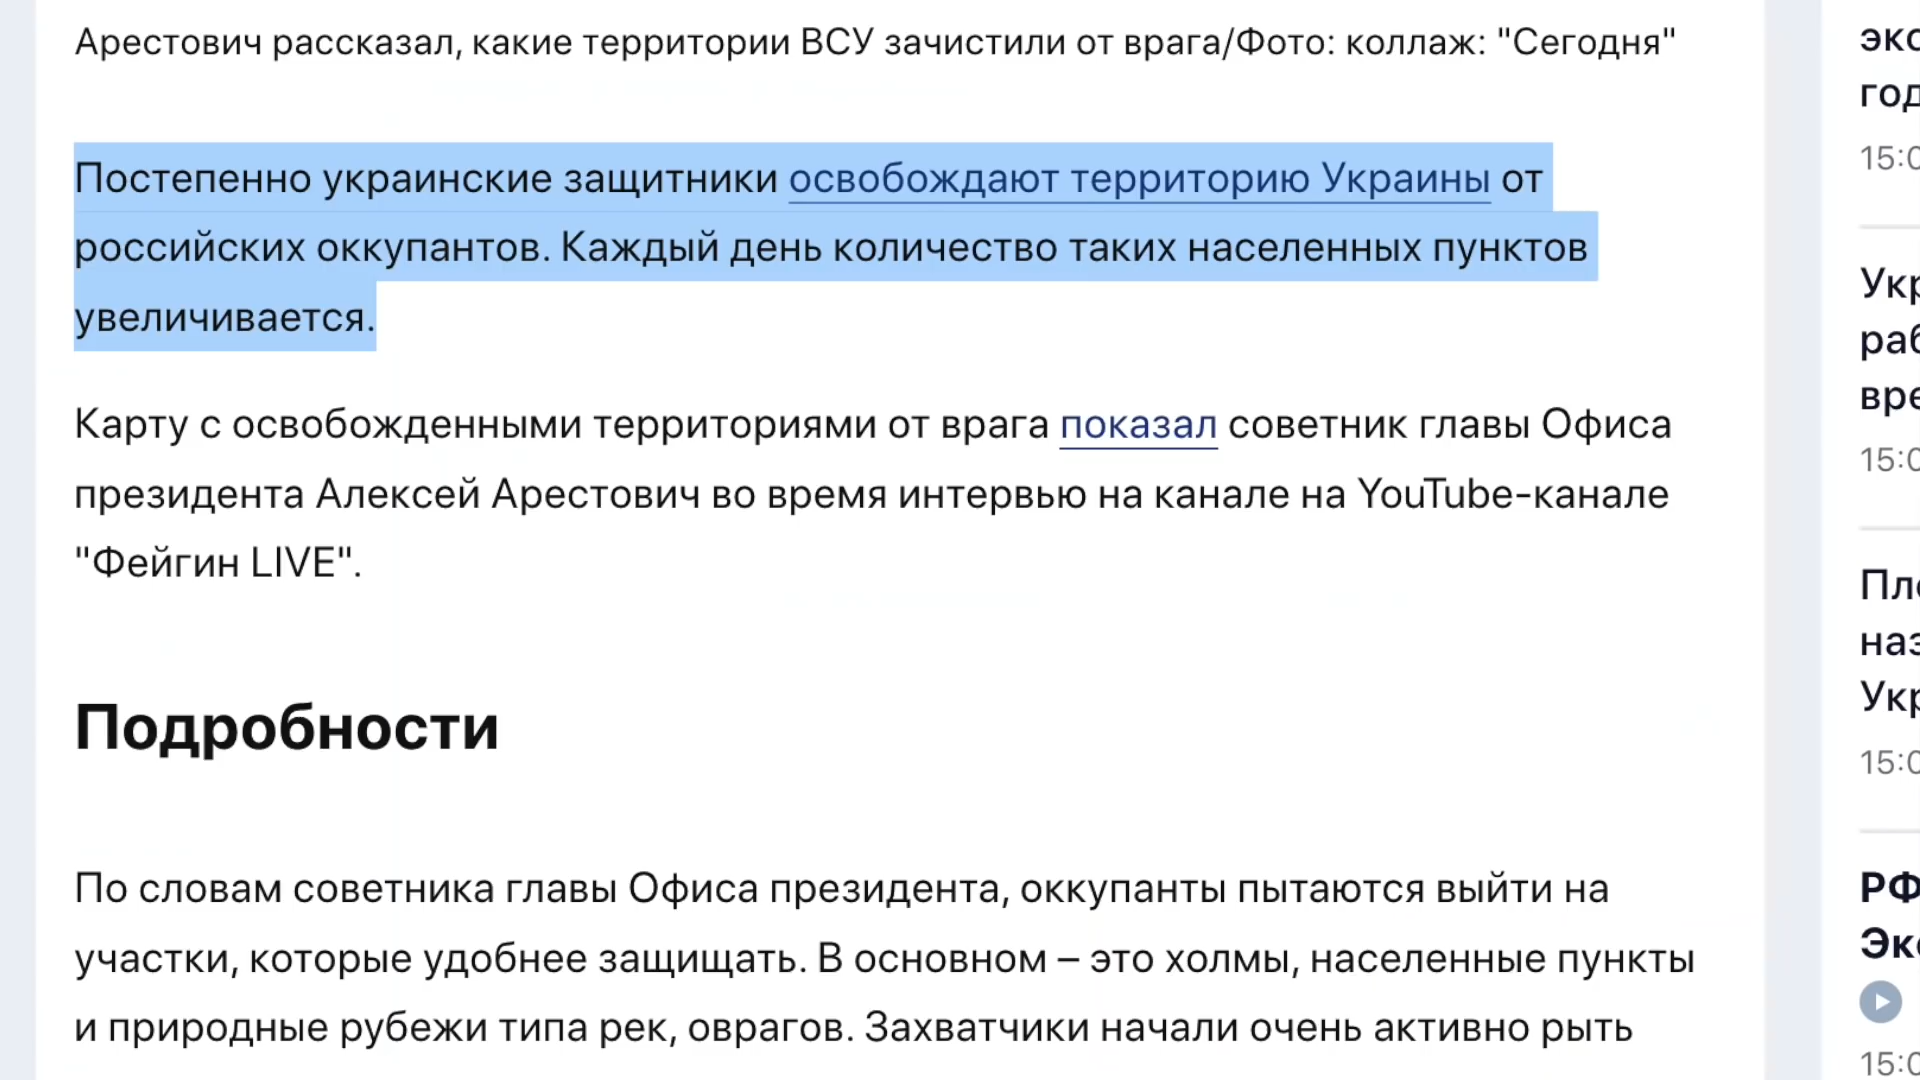 Арестович рассказал, какие территории ВСУ зачистили от врага/Фото: коллаж: "Сегодня"
Постепенно украинские защитники освобождают территорию Украины от
российских оккупантов. Каждый день количество таких населенных пунктов
увеличивается.
Карту с освобожденными территориями от врага показал советник главы Офиса
президента Алексей Арестович во время интервью на канале на YouTube-канале
"Фейгин LIVE".
Подробности
По словам советника главы Офиса президента, оккупанты пытаются выйти на
участки, которые удобнее защищать. В основном – это холмы, населенные пункты
и природные рубежи типа рек, оврагов. Захватчики начали очень активно рыть
РФ